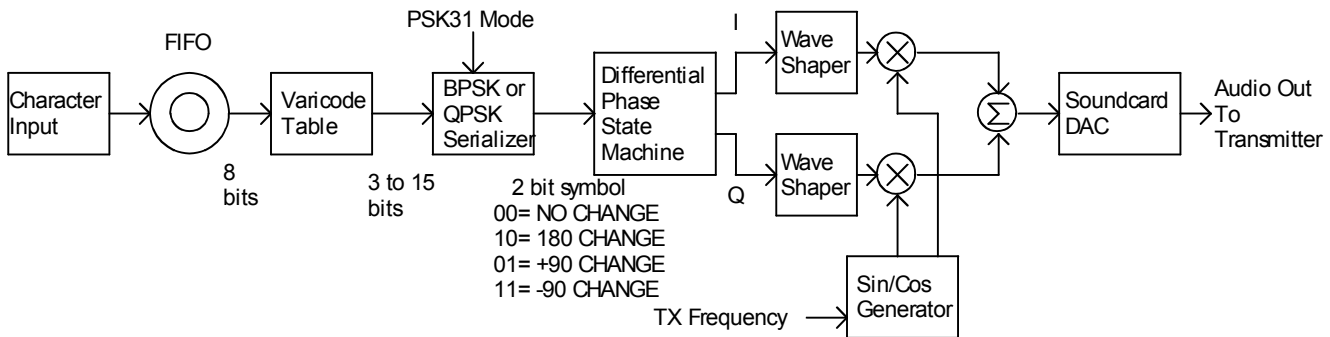 PSK31 Mode
FIFO
Character
Input
8
bits
Varicode
Table
3 to 15
bits
BPSK or
QPSK
Serializer
2 bit symbol
00= NO CHANGE
10= 180 CHANGE
01= +90 CHANGE
11= -90 CHANGE
Differential
Phase
State
Machine
I
Q
Wave
Shaper
Wave
Shaper
TX Frequency
Sin/Cos
Generator
Σ
Soundcard
DAC
Audio Out
To
Transmitter